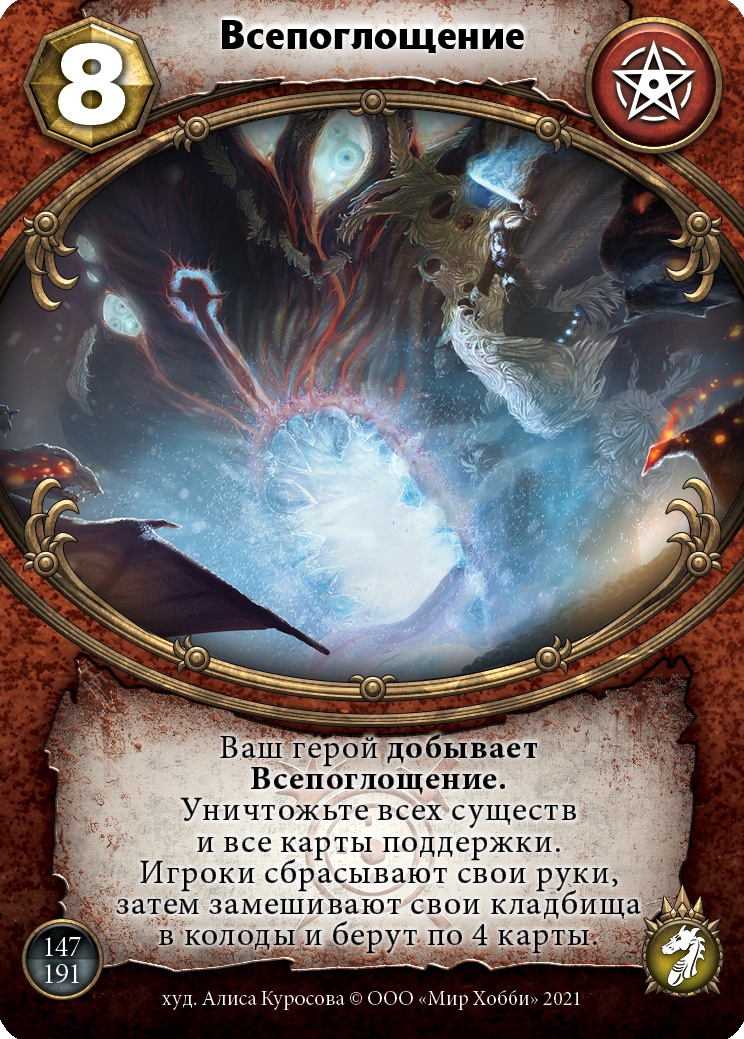 Всепоглощение
8
Ваш герой добывает
Всепоглощение.
Уничтожьте всех существ
и все карты поддержки.
Игроки сбрасывают свои руки,
затем замешивают свои кладбища
в колоды и берут по 4 карты.
147
191
худ. Алиса Куросова © ООО «Мир Хобби» 2021